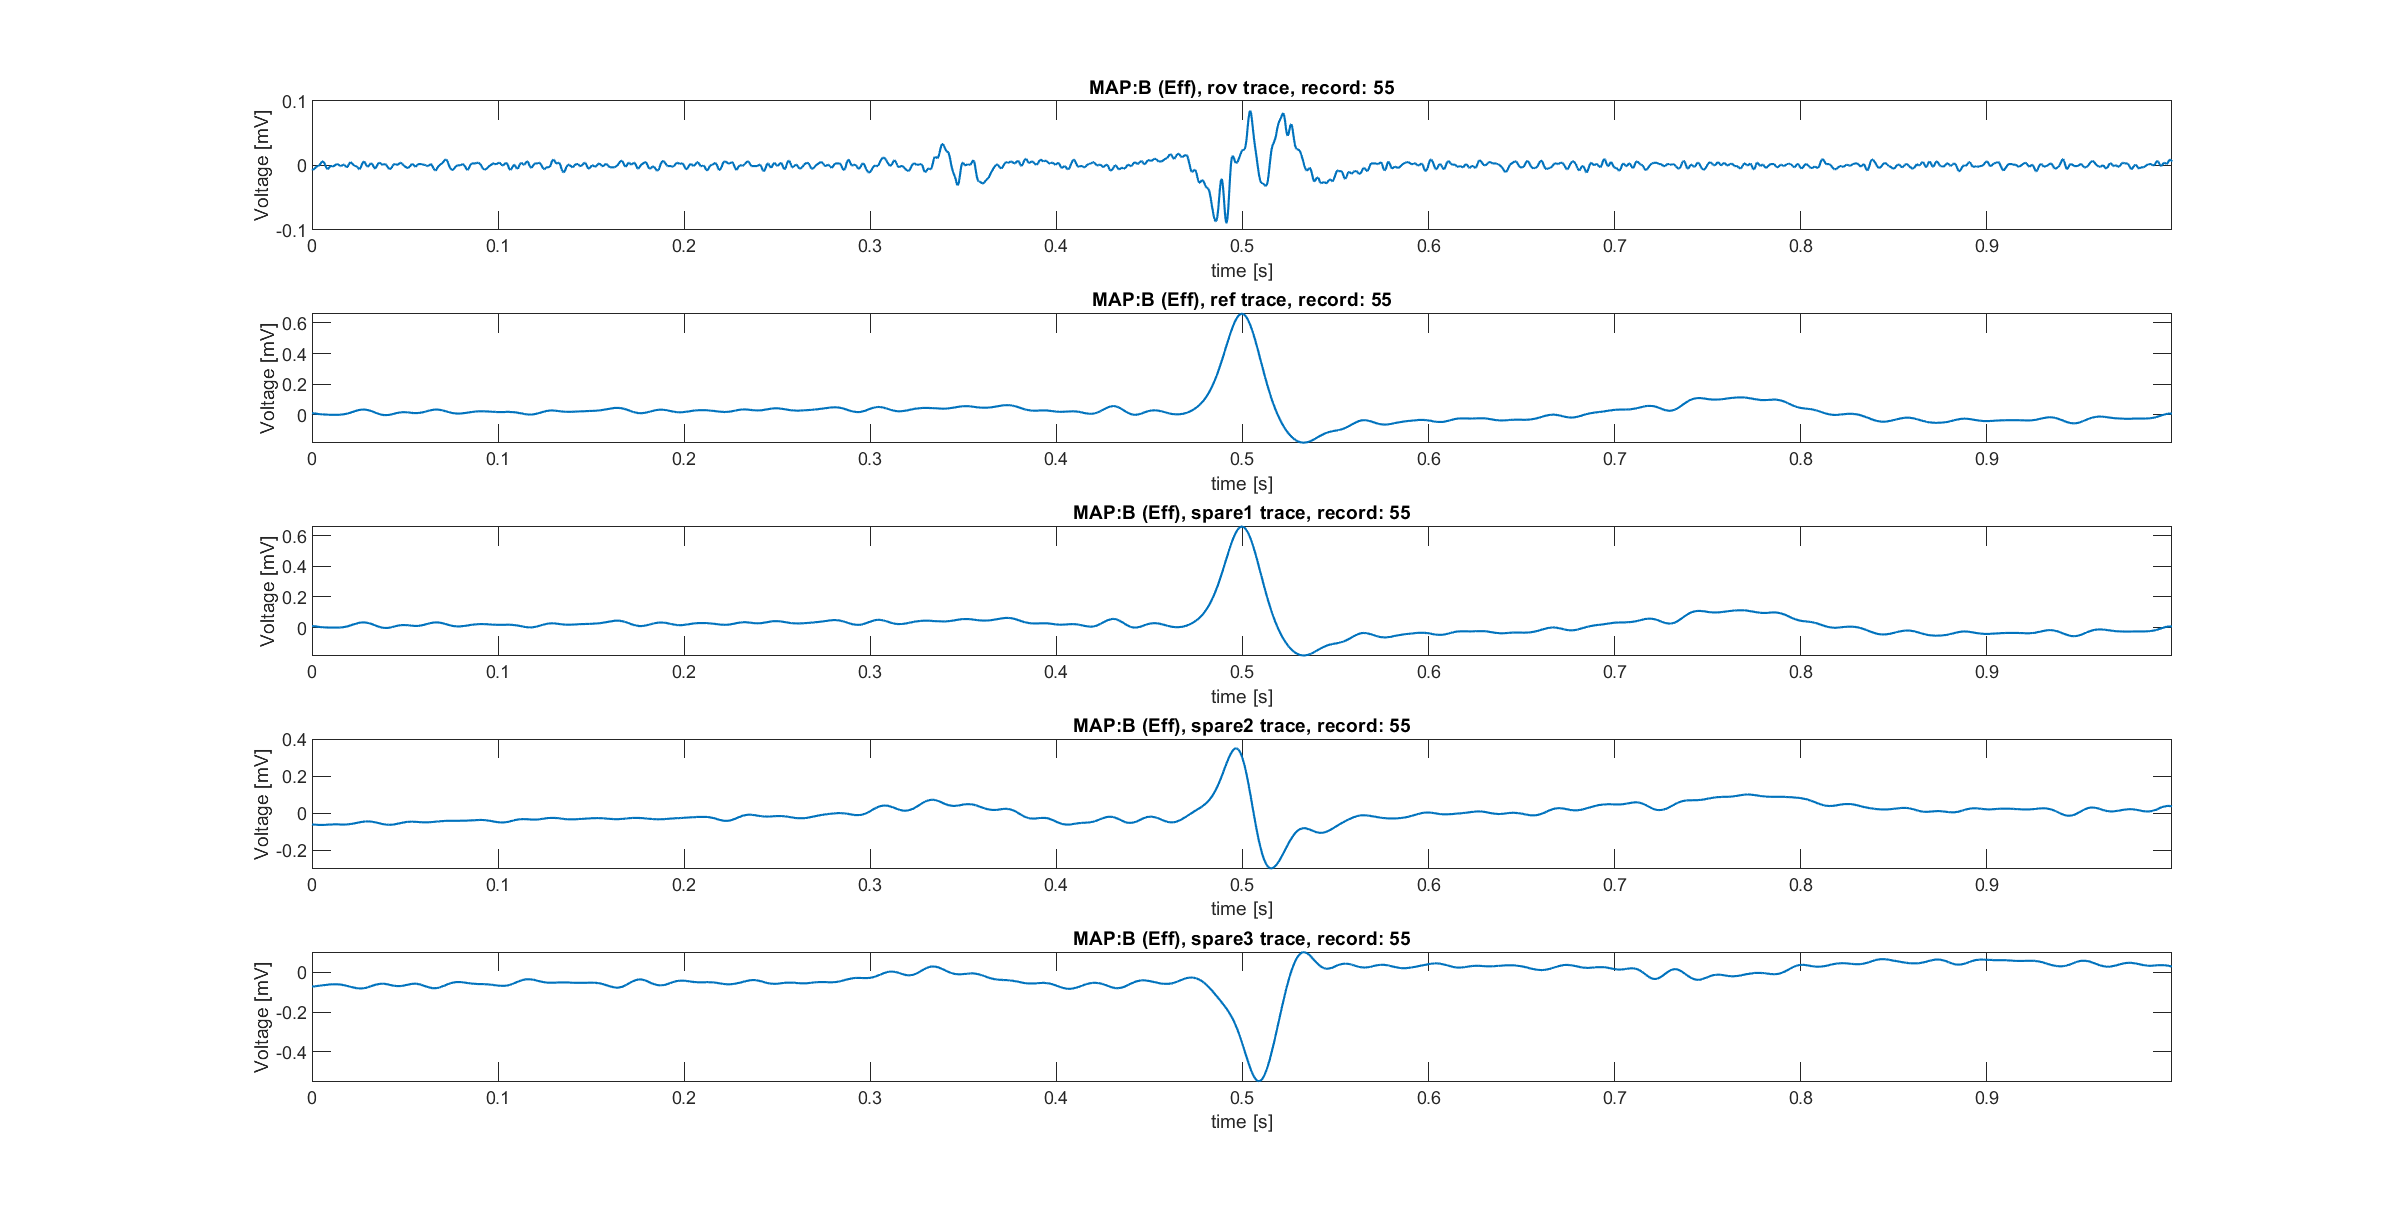 MAP:B (Eff), rov trace, record: 55
Voltage [mV]
0.1
0
-0.1
0 0.1 0.2 0.3 0.4 0.5 0.6 0.7 0.8 0.9
time [s]
MAP:B (Eff), ref trace, record: 55
Voltage [mV]
0.6
0.4
0.2
0
0 0.1 0.2 0.3 0.4 0.5 0.6 0.7 0.8 0.9
time [s]
MAP:B (Eff), spare1 trace, record: 55
Voltage [mV]
0.6
0.4
0.2
0
0 0.1 0.2 0.3 0.4 0.5 0.6 0.7 0.8 0.9
time [s]
MAP:B (Eff), spare2 trace, record: 55
Voltage [mV]
0.4
0.2
0
-0.2
0 0.1 0.2 0.3 0.4 0.5 0.6 0.7 0.8 0.9
time [s]
MAP:B (Eff), spare3 trace, record: 55
Voltage [mV]
0
-0.2
-0.4
0 0.1 0.2 0.3 0.4 0.5 0.6 0.7 0.8 0.9
time [s]